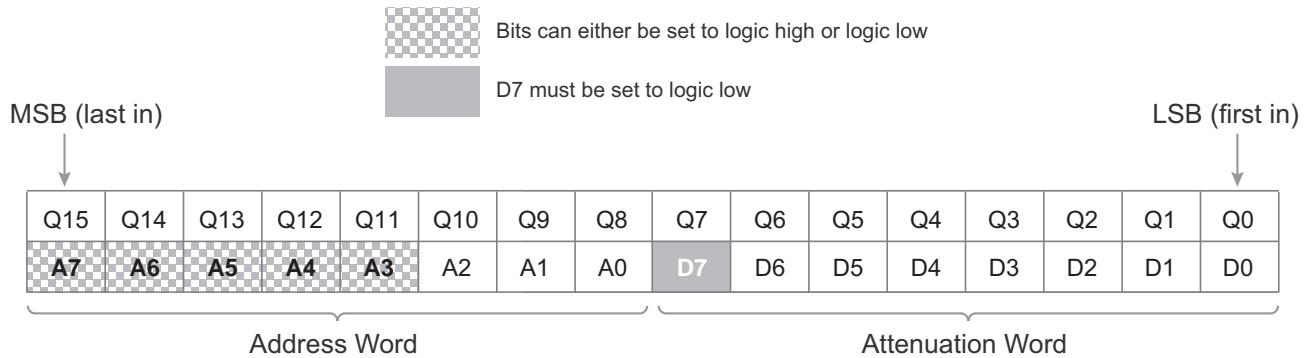 Bits can either be set to logic high or logic low
D7 must be set to logic low
MSB (last in)
LSB (first in)
Q15 Q14 Q13 Q12 Q11 Q10 Q9 Q8 Q7 Q6 Q5 Q4 Q3 Q2 Q1 Q0
A7 A6 A5 A4 A3 A2 A1 A0 D7 D6 D5 D4 D3 D2 D1 D0
Address Word
Attenuation Word